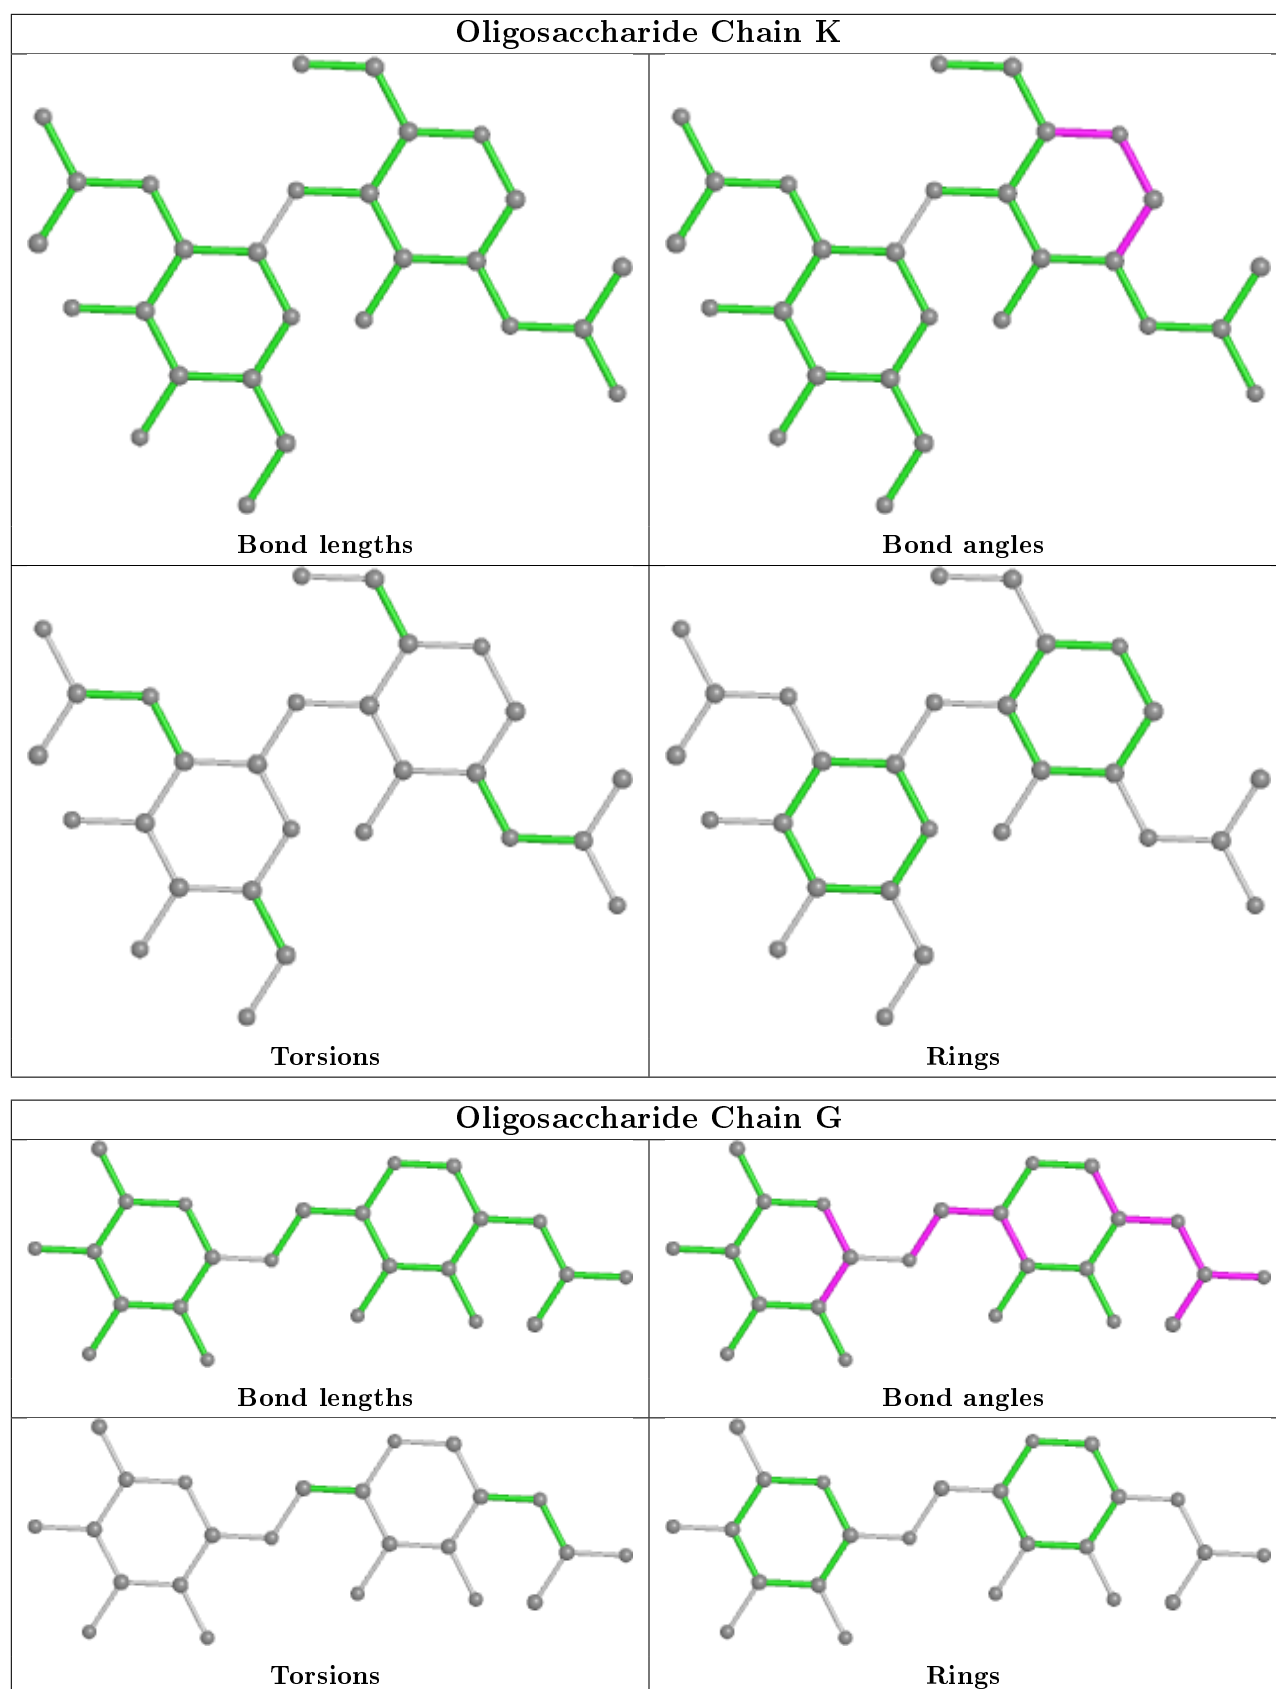 Oligosaccharide Chain K
Bond lengths
Bond angles
Torsions
Rings
Oligosaccharide Chain G
Bond lengths
Bond angles
Torsions
Rings